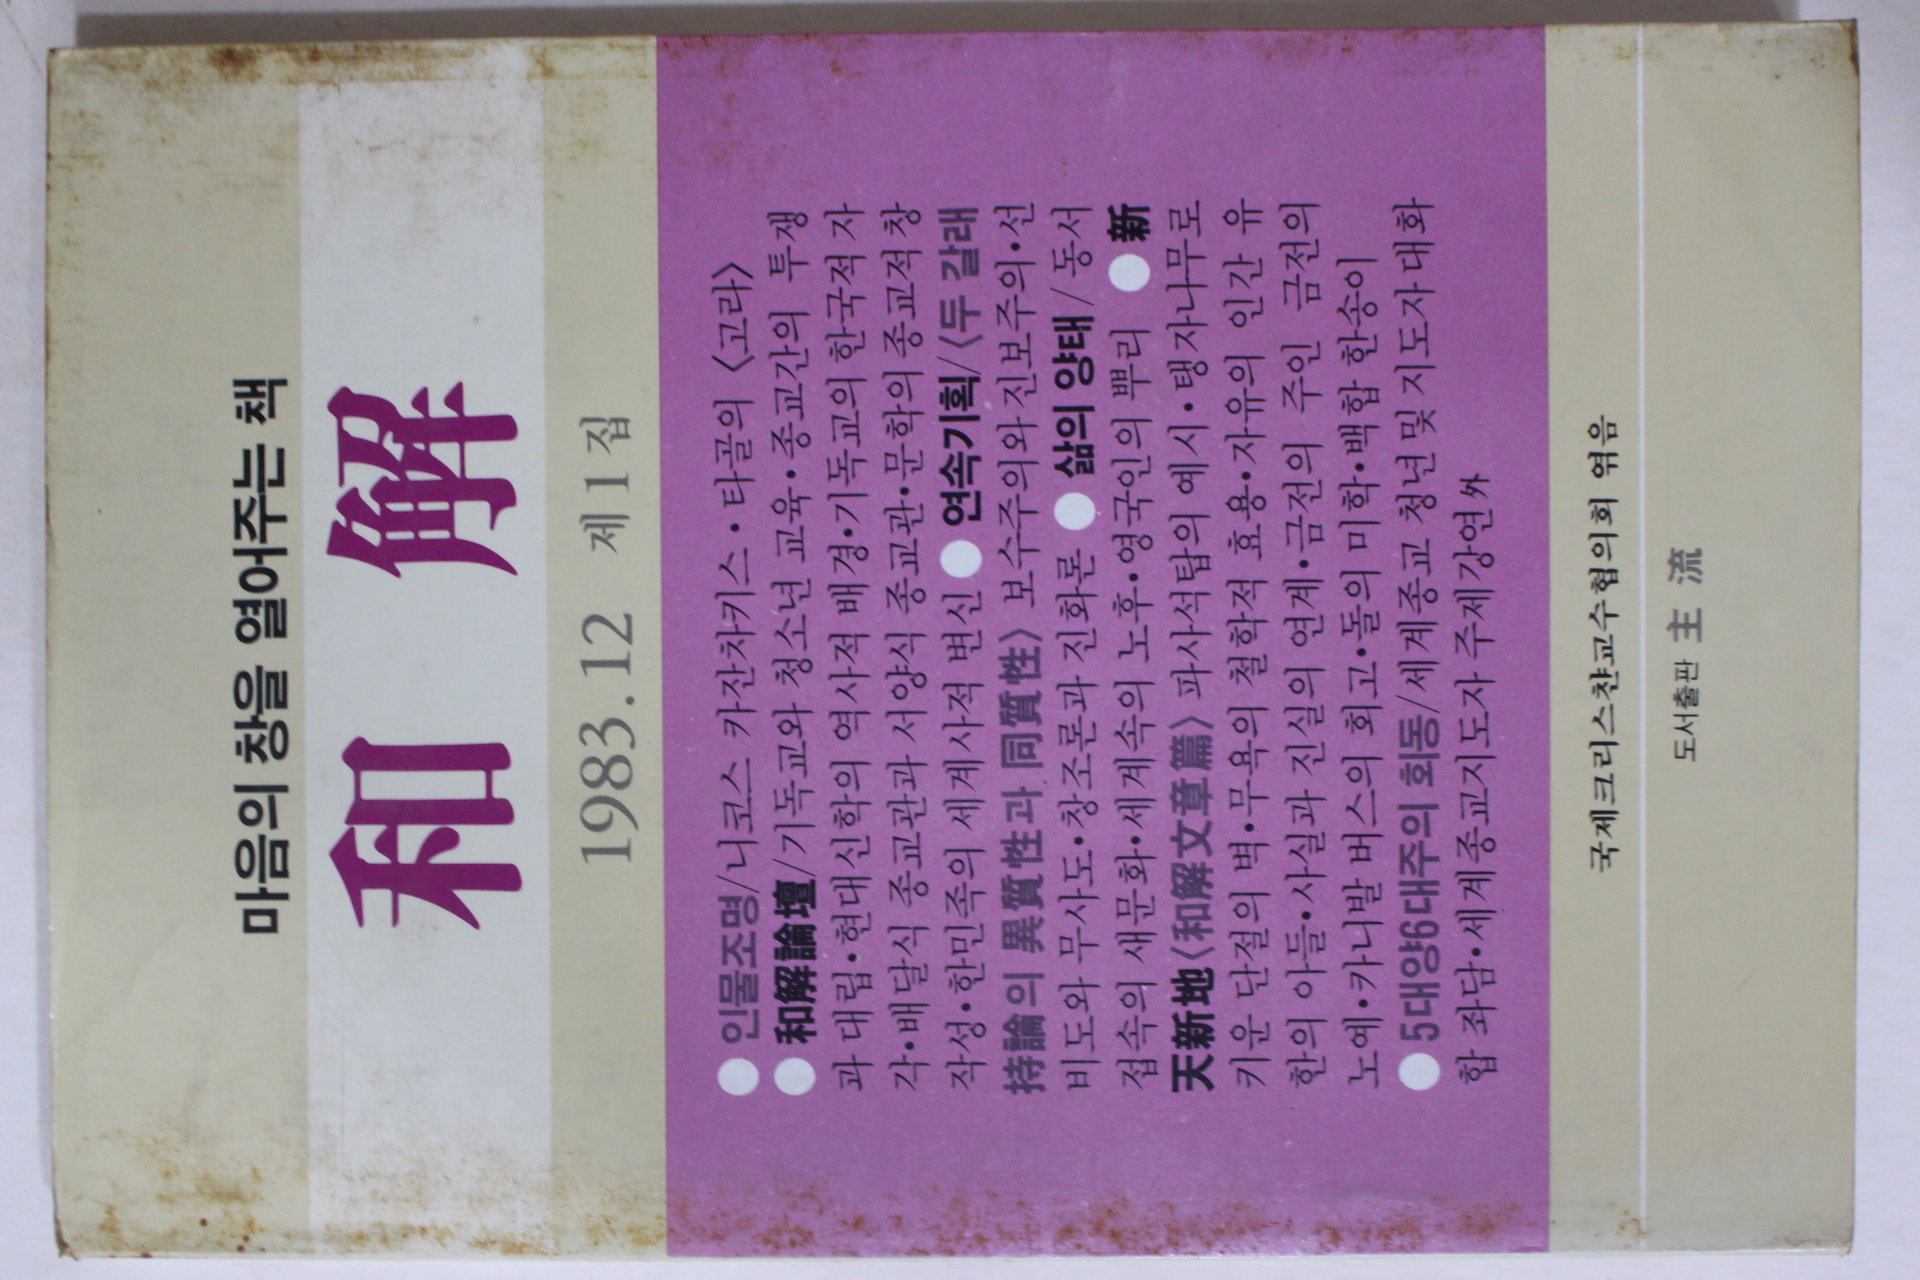 마음의 창을 열어주는 책
和 解
1983. 12 제1집
●인물조명/니코스 카잔차키스·타골의 〈고라〉
●和解論壇/기독교와 청소년 교육·종교간의 투쟁
과 대립·현대신학의 역사적 배경·기독교의 한국적 자
각·배달식 종교관과 서양식 종교관·문학의 종교적 창
작성·한민족의 세계사적 변신 ●연속기획/〈두 갈래
持論의 異質性과 同質性〉 보수주의와 진보주의·선
비도와 무사도·창조론과 진화론 ●삶의 양태/동서
접속의 새문화·세계속의 노후·영국인의 뿌리 ●新
天新地〈和解文章篇〉 파사석탑의 예시·탱자나무로
키운 단절의 벽·무욕의 철학적 효용·자유의 인간 유
한의 아들·사실과 진실의 연계·금전의 주인 금전의
노예·카니발 버스의 회고·돌의 미학·백합 한송이
●5대양6대주의 회동/세계종교 청년 및 지도자 대화
합 좌담·세계종교지도자 주제강연 外
국제크리스챤교수협의회 엮음
도서출판 主 流